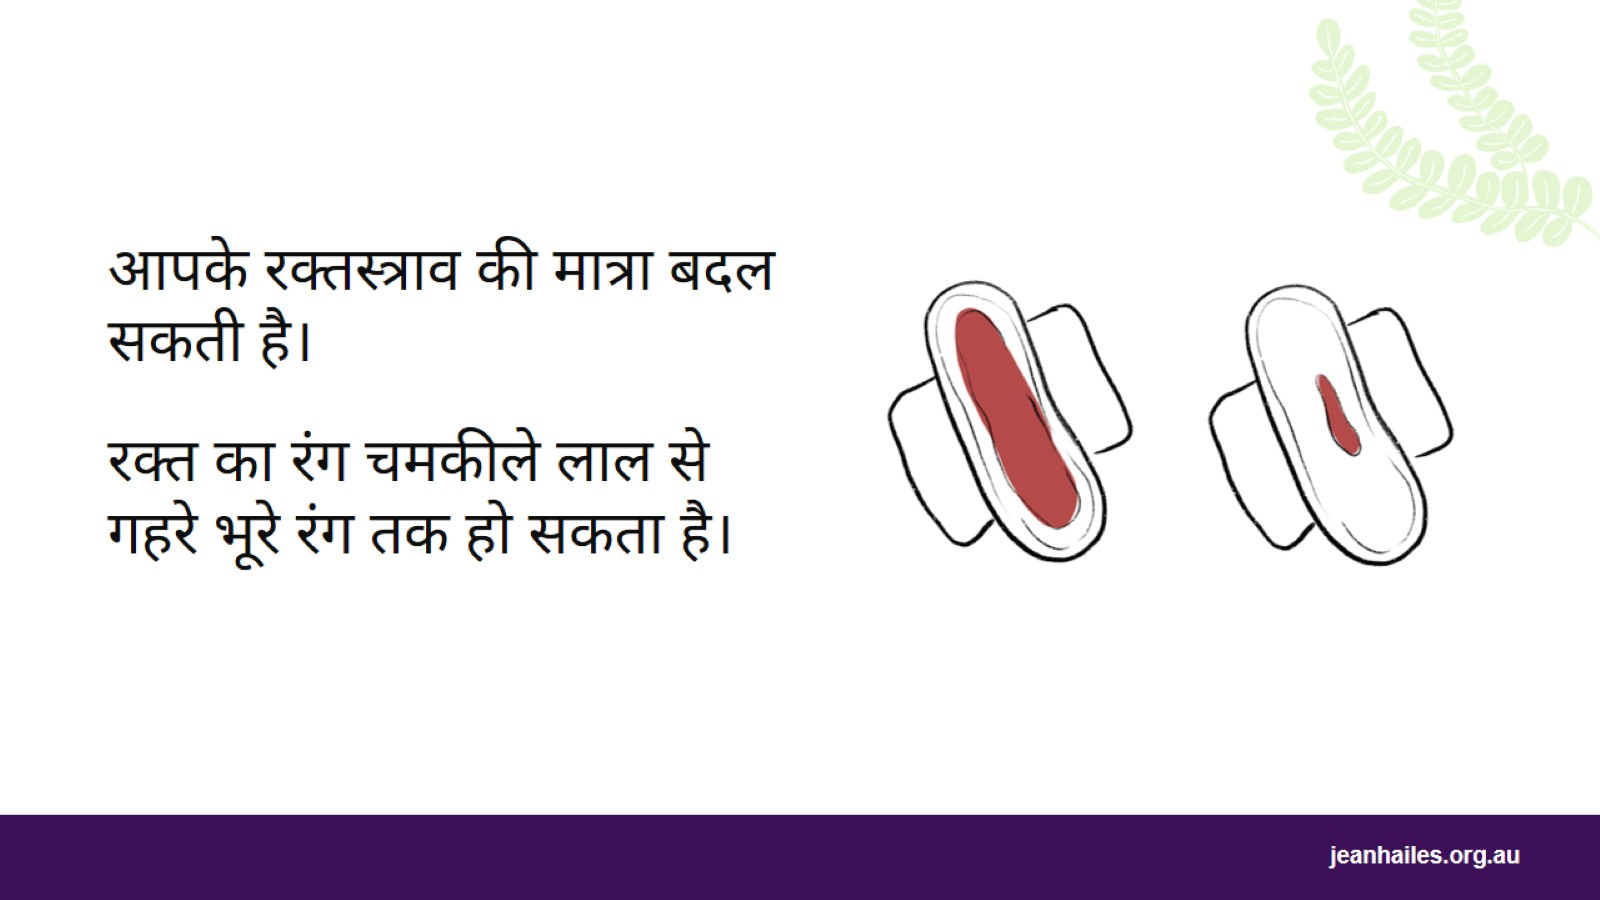 आपके रक्तस्त्राव की मात्रा बदल
सकती है।
रक्त का रंग चमकीले लाल से
गहरे भूरे रंग तक हो सकता है।
jeanhailes.org.au